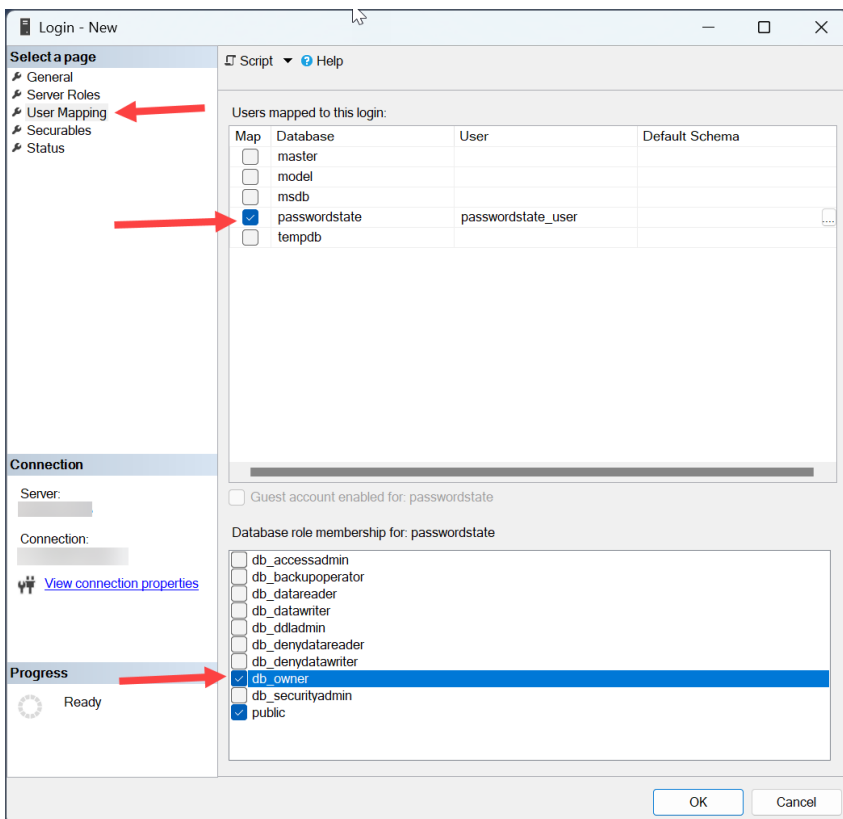 Login - New
Select a page
General
Server Roles
User Mapping
Securables
Status
Script Help
Users mapped to this login:
Map Database User Default Schema
master
model
msdb
passwordstate passwordstate_user ...
tempdb
Guest account enabled for: passwordstate
Database role membership for: passwordstate
db_accessadmin
db_backupoperator
db_datareader
db_datawriter
db_ddladmin
db_denydatareader
db_denydatawriter
db_owner
db_securityadmin
public
Connection
Server:
Connection:
View connection properties
Progress
Ready
OK Cancel